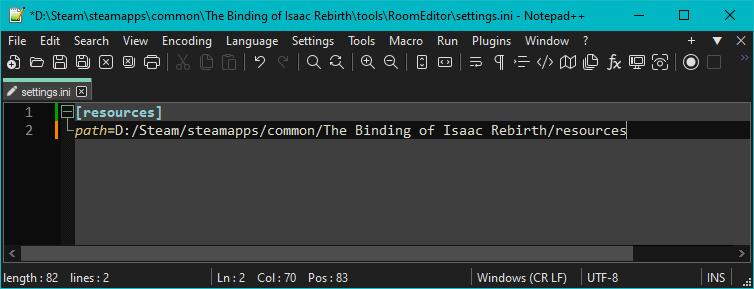 *D:\Steam\steamapps\common\The Binding of Isaac Rebirth\tools\RoomEditor\settings.ini - Notepad++
File Edit Search View Encoding Language Settings Tools Macro Run Plugins Window ? + ▼ ✕
settings.ini
1 [resources]
2 path=D:/Steam/steamapps/common/The Binding of Isaac Rebirth/resources
length : 82 lines : 2 Ln : 2 Col : 70 Pos : 83 Windows (CR LF) UTF-8 INS